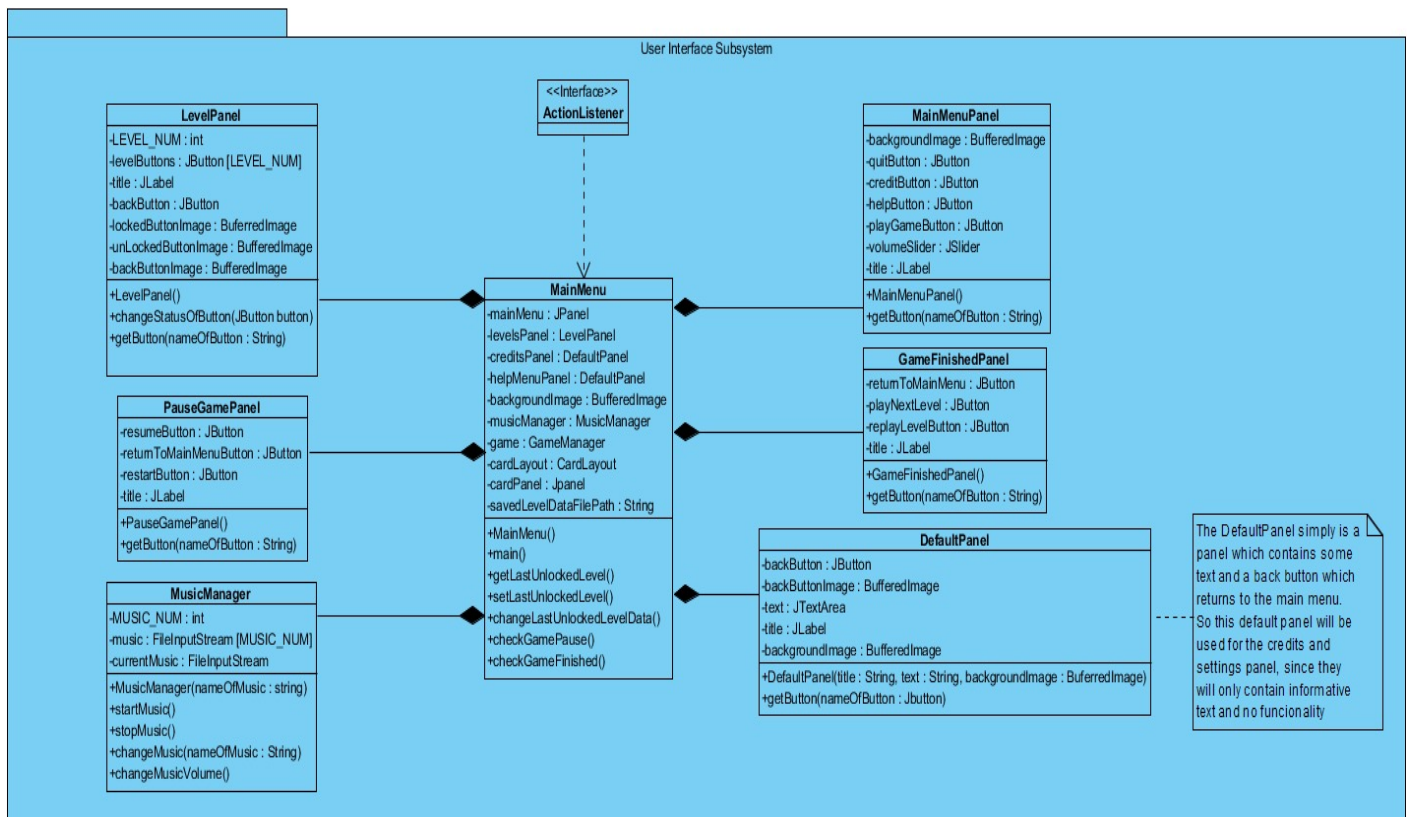 User Interface Subsystem
<<Interface>>
ActionListener
LevelPanel
-LEVEL_NUM : int
-levelButtons : JButton [LEVEL_NUM]
-title : JLabel
-backButton : JButton
-lockedButtonImage : BuferredImage
-unLockedButtonImage : BufferedImage
-backButtonImage : BufferedImage
+LevelPanel()
+changeStatusOfButton(JButton button)
+getButton(nameOfButton : String)
PauseGamePanel
-resumeButton : JButton
-returnToMainMenuButton : JButton
-restartButton : JButton
-title : JLabel
+PauseGamePanel()
+getButton(nameOfButton : String)
MusicManager
-MUSIC_NUM : int
-music : FileInputStream [MUSIC_NUM]
-currentMusic : FileInputStream
+MusicManager(nameOfMusic : string)
+startMusic()
+stopMusic()
+changeMusic(nameOfMusic : String)
+changeMusicVolume()
MainMenu
-mainMenu : JPanel
-levelsPanel : LevelPanel
-creditsPanel : DefaultPanel
-helpMenuPanel : DefaultPanel
-backgroundImage : BufferedImage
-musicManager : MusicManager
-game : GameManager
-cardLayout : CardLayout
-cardPanel : Jpanel
-savedLevelDataFilePath : String
+MainMenu()
+main()
+getLastUnlockedLevel()
+setLastUnlockedLevel()
+changeLastUnlockedLevelData()
+checkGamePause()
+checkGameFinished()
MainMenuPanel
-backgroundImage : BufferedImage
-quitButton : JButton
-creditButton : JButton
-helpButton : JButton
-playGameButton : JButton
-volumeSlider : JSlider
-title : JLabel
+MainMenuPanel()
+getButton(nameOfButton : String)
GameFinishedPanel
-returnToMainMenu : JButton
-playNextLevel : JButton
-replayLevelButton : JButton
-title : JLabel
+GameFinishedPanel()
+getButton(nameOfButton : String)
DefaultPanel
-backButton : JButton
-backButtonImage : BufferedImage
-text : JTextArea
-title : JLabel
-backgroundImage : BufferedImage
+DefaultPanel(title : String, text : String, backgroundImage : BuferredImage)
+getButton(nameOfButton : Jbutton)
The DefaultPanel simply is a
panel which contains some
text and a back button which
returns to the main menu.
So this default panel will be
used for the credits and
settings panel, since they
will only contain informative
text and no funcionality